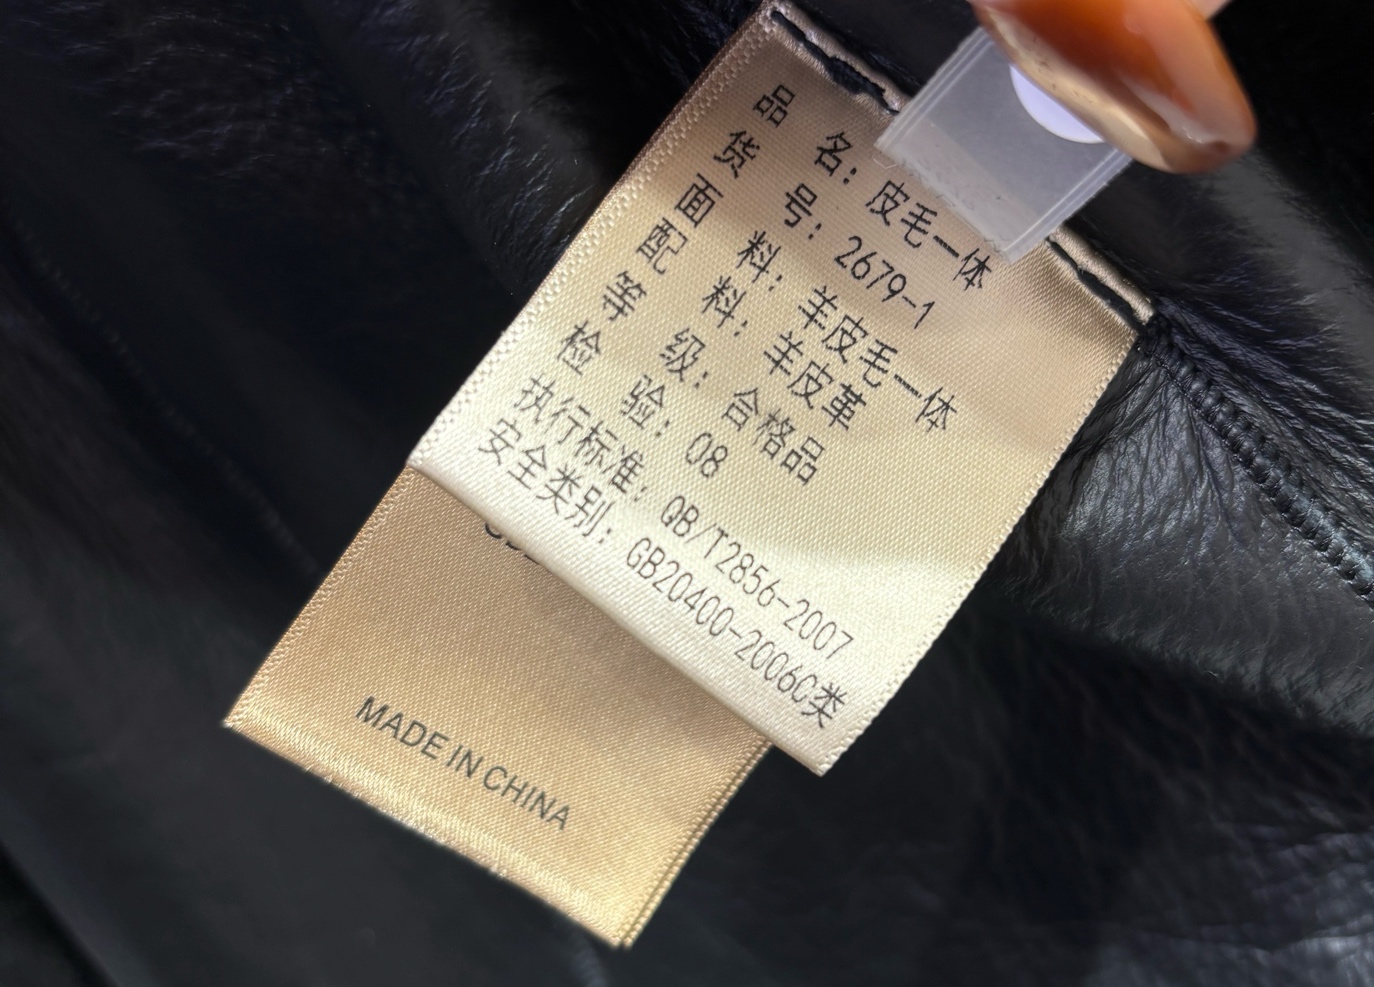 品 名：皮毛一体
货 号：2679-1
面 料：羊皮毛一体
配 料：羊皮革
等 级：合格品
检 验：08
执行标准：QB/T2856-2007
安全类别：GB20400-2006C类
MADE IN CHINA